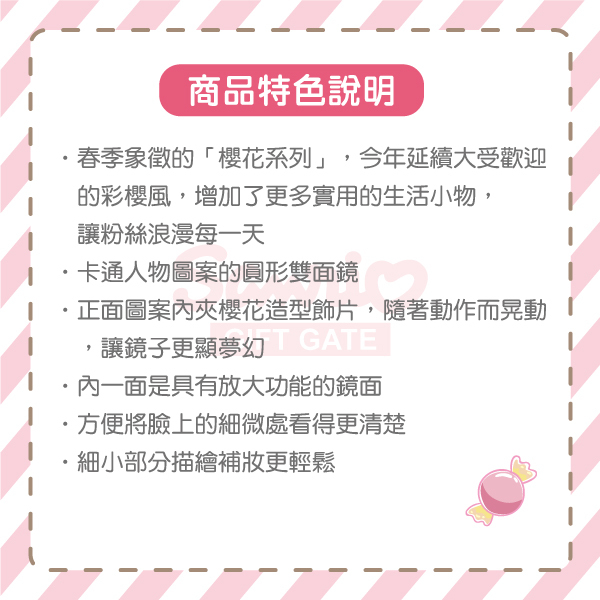 商品特色說明
・春季象徵的「櫻花系列」，今年延續大受歡迎
的彩櫻風，增加了更多實用的生活小物，
讓粉絲浪漫每一天
・卡通人物圖案的圓形雙面鏡
・正面圖案內夾櫻花造型飾片，隨著動作而晃動
，讓鏡子更顯夢幻
・內一面是具有放大功能的鏡面
・方便將臉上的細微處看得更清楚
・細小部分描繪補妝更輕鬆
Sanrio
GIFT GATE